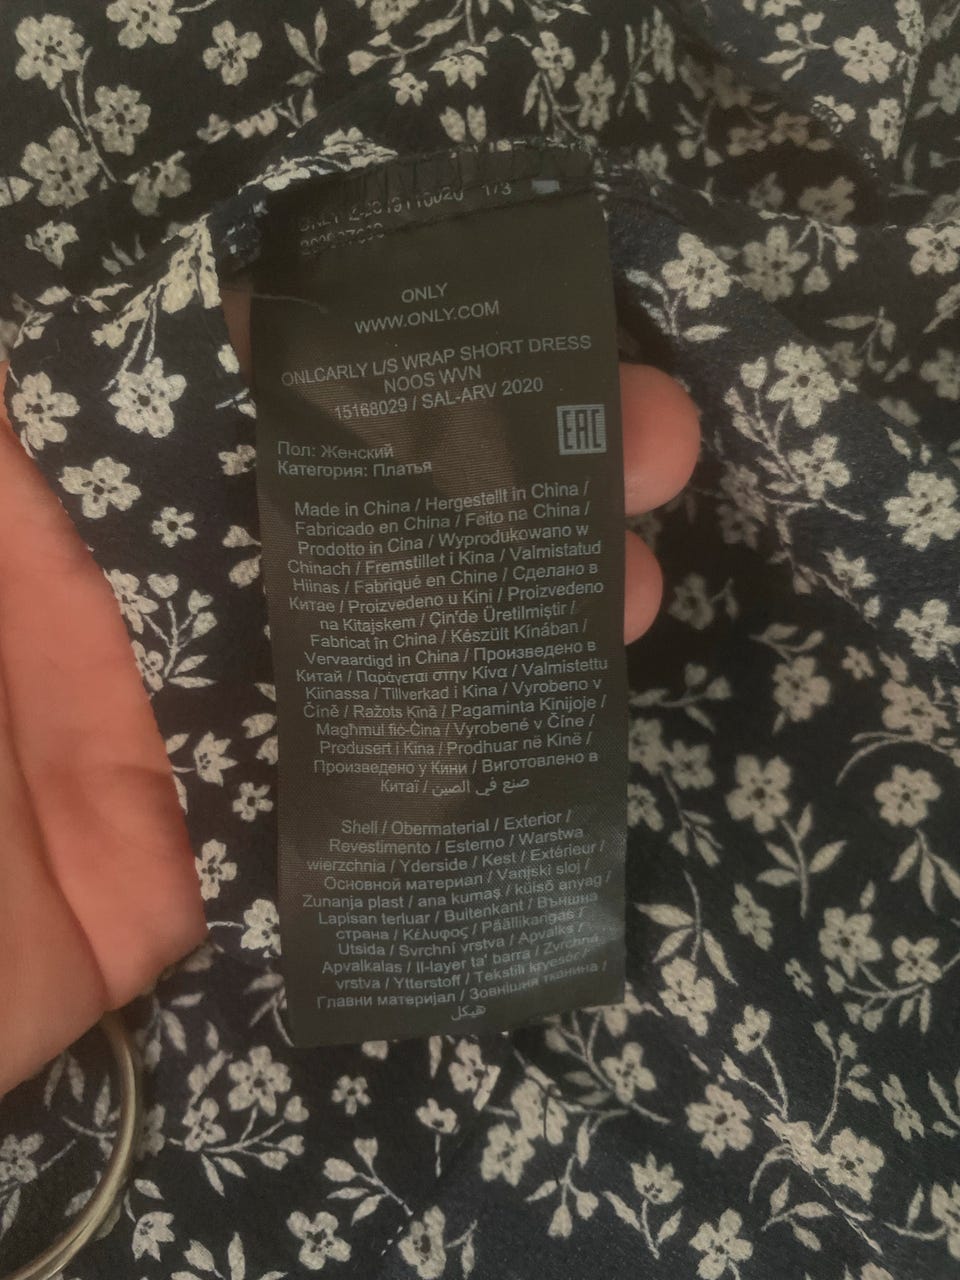 1/3
ONLY
WWW.ONLY.COM
ONLCARLY L/S WRAP SHORT DRESS
NOOS WVN
15168029 / SAL-ARV 2020
EAC
Пол: Женский
Категория: Платья
Made in China / Hergestellt in China /
Fabricado en China / Feito na China /
Prodotto in Cina / Wyprodukowano w
Chinach / Fremstillet i Kina / Valmistatud
Hiinas / Fabriqué en Chine / Сделано в
Китае / Proizvedeno u Kini / Proizvedeno
na Kitajskem / Çin'de Üretilmiştir /
Fabricat în China / Készült Kínában /
Vervaardigd in China / Произведено в
Китай / Παράγεται στην Κίνα / Valmistettu
Kiinassa / Tillverkad i Kina / Vyrobeno v
Číně / Ražots Ķīnā / Pagaminta Kinijoje /
Maghmul fiċ-Ċina / Vyrobené v Číne /
Produsert i Kina / Prodhuar në Kinë /
Произведено у Кини / Виготовлено в
Китаї / صنع في الصين
Shell / Obermaterial / Exterior /
Revestimento / Esterno / Warstwa
wierzchnia / Yderside / Kest / Extérieur /
Основной материал / Vanjski sloj /
Zunanja plast / ana kumaş / külső anyag /
Lapisan terluar / Buitenkant / Външна
страна / Κέλυφος / Päällikangas /
Utsida / Svrchní vrstva / Apvalks /
Apvalkalas / Il-layer ta' barra / Zvrchná
vrstva / Ytterstoff / Tekstili kryesor /
Главни материјал / Зовнішня тканина /
هيكل